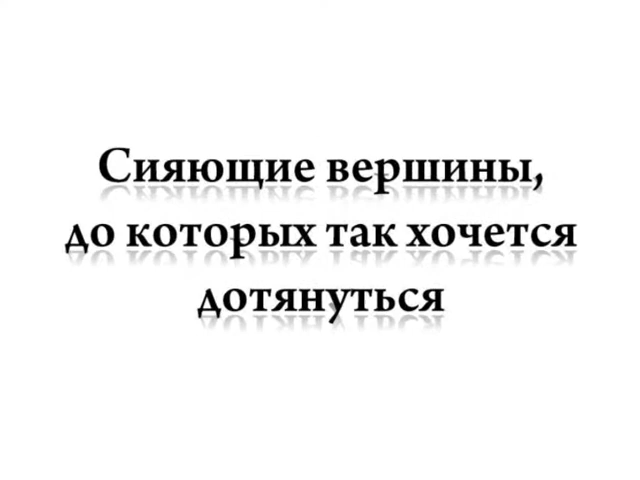 Сияющие вершины,
до которых так хочется
дотянуться